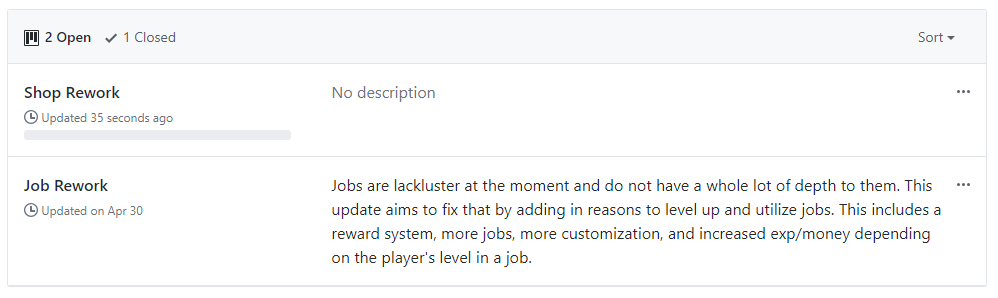 2 Open 1 Closed Sort
Shop Rework No description
Updated 35 seconds ago
Job Rework Jobs are lackluster at the moment and do not have a whole lot of depth to them. This
Updated on Apr 30 update aims to fix that by adding in reasons to level up and utilize jobs. This includes a
reward system, more jobs, more customization, and increased exp/money depending
on the player's level in a job.